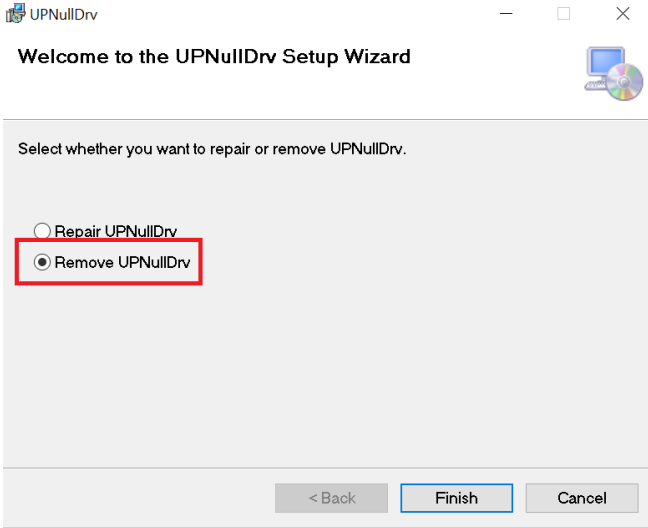 UPNullDrv
Welcome to the UPNullDrv Setup Wizard
Select whether you want to repair or remove UPNullDrv.
Repair UPNullDrv
Remove UPNullDrv
< Back
Finish
Cancel